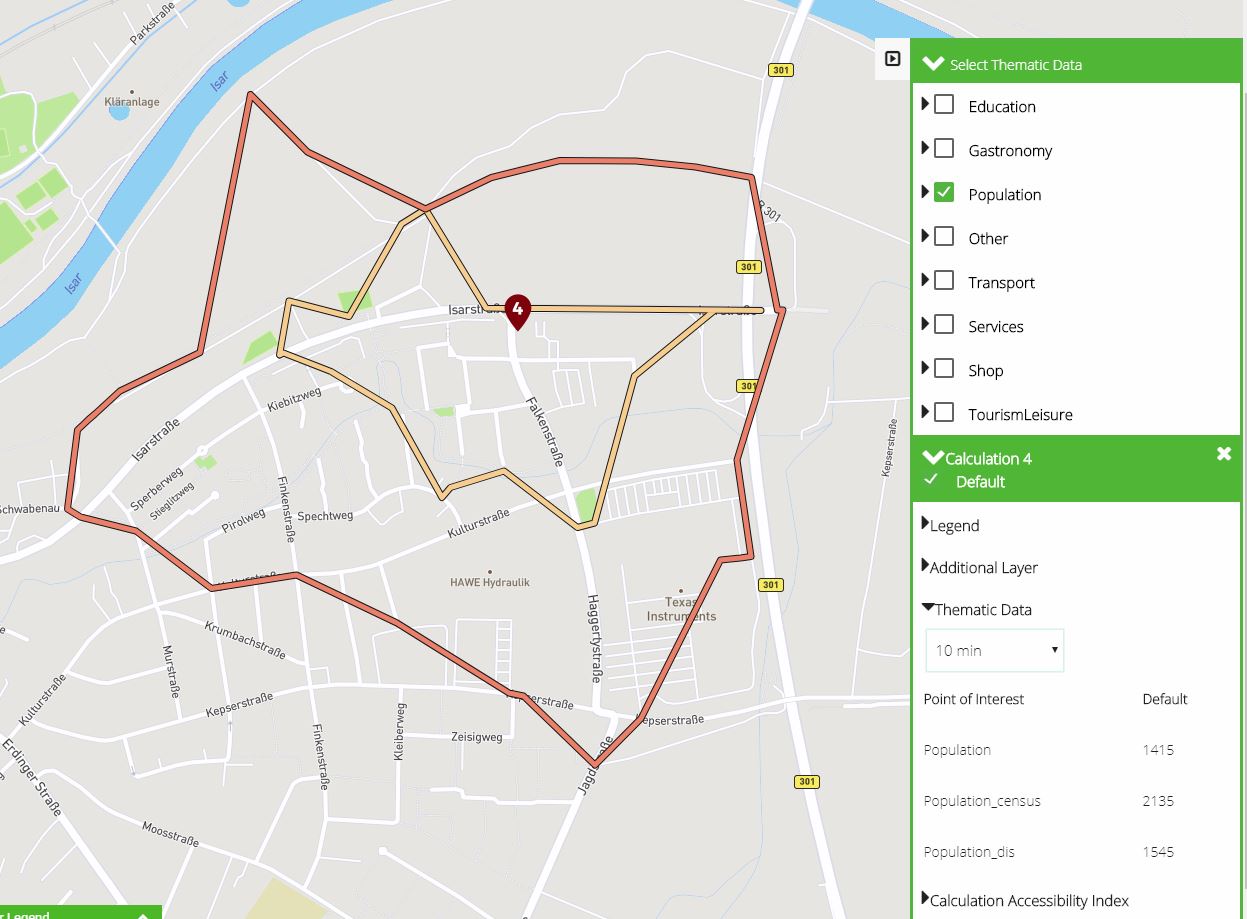 Parkstraße
Isar
Kläranlage
Isar
301
B 301
301
Isarstraße
4
301
Kiebitzweg
Falkenstraße
Kepserstraße
Isarstraße
Sperberweg
Stieglitzweg
Finkenstraße
Schwabenau
Pirolweg
Spechtweg
Kulturstraße
HAWE Hydraulik
301
Texas
Instruments
Haggertystraße
Krumbachstraße
Murstraße
Kulturstraße
Kepserstraße
Kepserstraße
Kleiberweg
Zeisigweg
Finkenstraße
Erdinger Straße
301
Moosstraße
r Legend
Select Thematic Data
Education
Gastronomy
Population
Other
Transport
Services
Shop
TourismLeisure
Calculation 4
Default
Legend
Additional Layer
Thematic Data
10 min
Point of Interest Default
Population 1415
Population_census 2135
Population_dis 1545
Calculation Accessibility Index